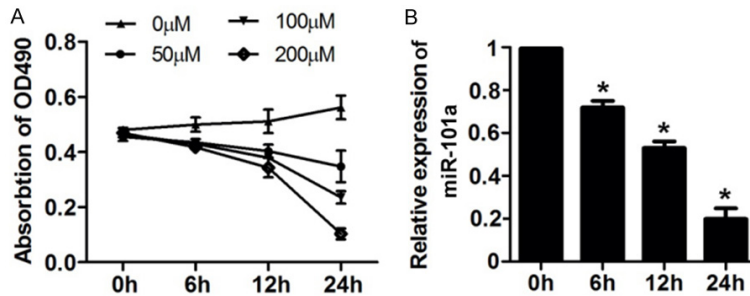 A
0μM
100μM
50μM
200μM
Absorbtion of OD490
0.8
0.6
0.4
0.2
0.0
0h
6h
12h
24h
B
Relative expression of
miR-101a
1
0.8
0.6
0.4
0.2
0
*
*
*
0h
6h
12h
24h